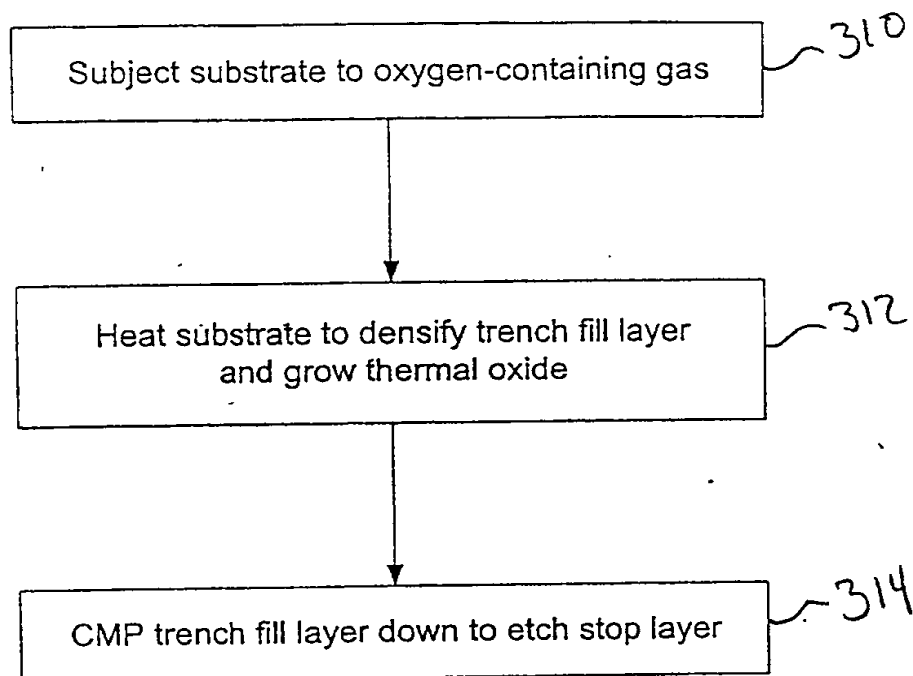 Subject substrate to oxygen-containing gas
310
Heat substrate to densify trench fill layer
and grow thermal oxide
312
CMP trench fill layer down to etch stop layer
314